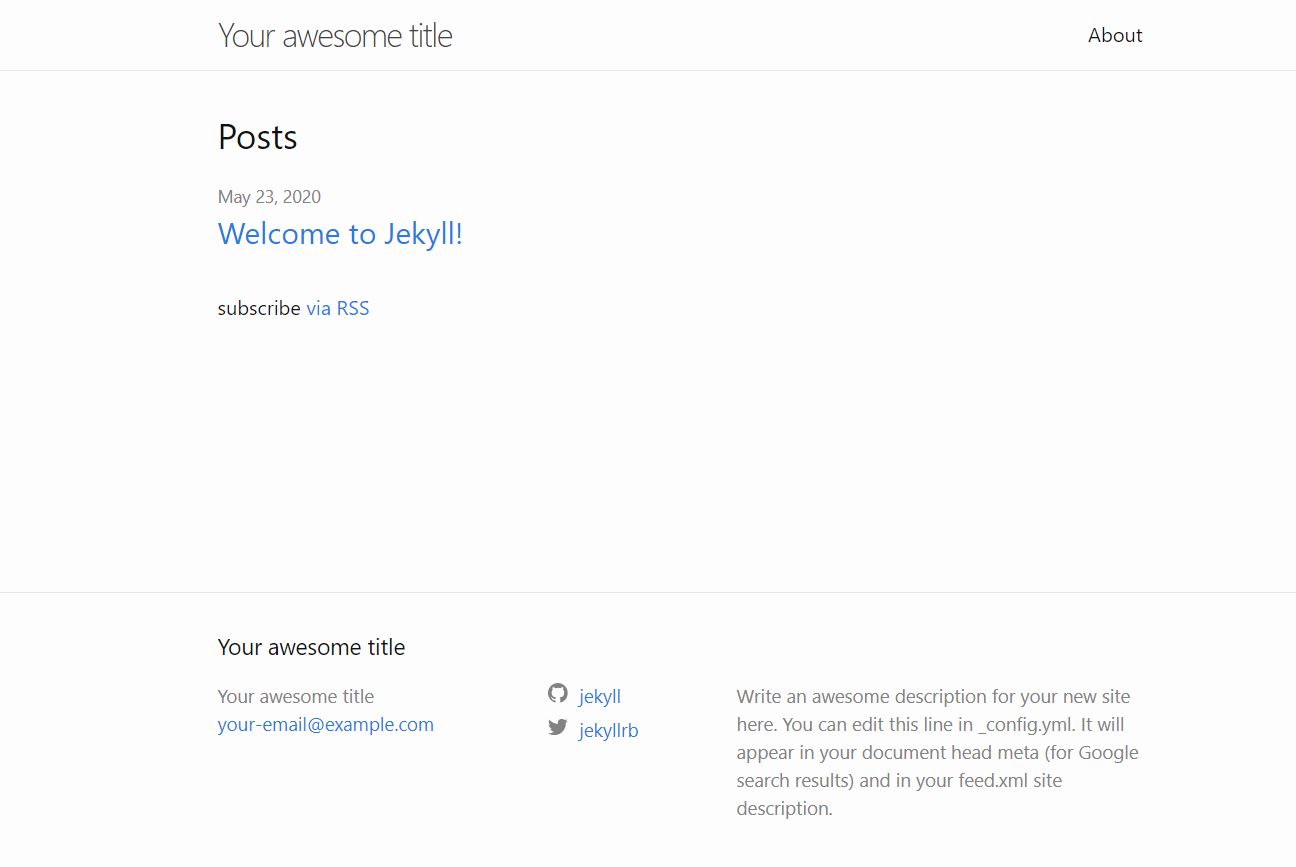 Your awesome title
About
Posts
May 23, 2020
Welcome to Jekyll!
subscribe via RSS
Your awesome title
Your awesome title
your-email@example.com
jekyll
jekyllrb
Write an awesome description for your new site
here. You can edit this line in _config.yml. It will
appear in your document head meta (for Google
search results) and in your feed.xml site
description.